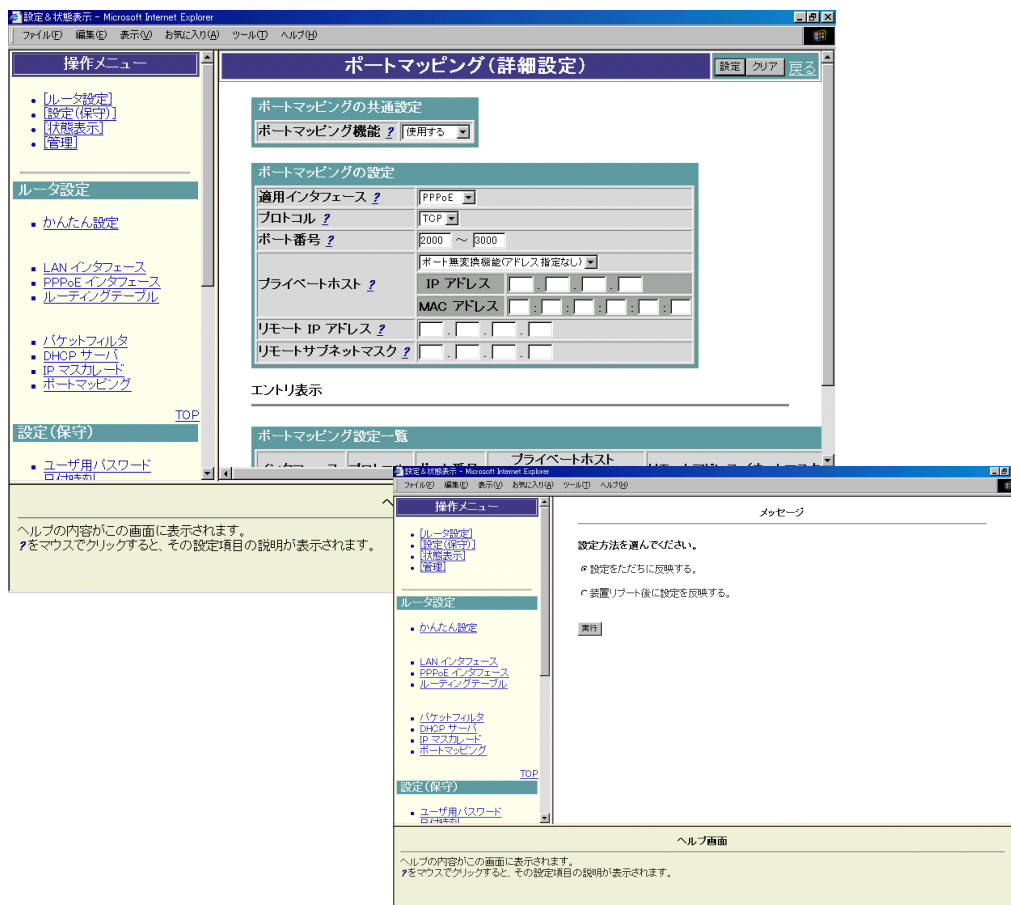 設定&状態表示 - Microsoft Internet Explorer
ファイル(F) 編集(E) 表示(V) お気に入り(A) ツール(T) ヘルプ(H)
操作メニュー
[ルータ設定]
[設定(保守)]
[状態表示]
[管理]
ルータ設定
かんたん設定
LAN インタフェース
PPPoE インタフェース
ルーティングテーブル
パケットフィルタ
DHCP サーバ
IP マスカレード
ポートマッピング
TOP
設定(保守)
ユーザ用パスワード
日付時刻
ポートマッピング(詳細設定)
設定 クリア 戻る
ポートマッピングの共通設定
ポートマッピング機能 ? 使用する
ポートマッピングの設定
適用インタフェース ? PPPoE
プロトコル ? TCP
ポート番号 ? 2000 ～ 3000
プライベートホスト ? ポート無変換機能(アドレス指定なし)
IP アドレス . . .
MAC アドレス : : : : :
リモート IP アドレス ? . . .
リモートサブネットマスク ? . . .
エントリ表示
ポートマッピング設定一覧
プライベートホスト
ヘ
ヘルプの内容がこの画面に表示されます。
?をマウスでクリックすると、その設定項目の説明が表示されます。
設定&状態表示 - Microsoft Internet Explorer
ファイル(F) 編集(E) 表示(V) お気に入り(A) ツール(T) ヘルプ(H)
操作メニュー
[ルータ設定]
[設定(保守)]
[状態表示]
[管理]
ルータ設定
かんたん設定
LAN インタフェース
PPPoE インタフェース
ルーティングテーブル
パケットフィルタ
DHCP サーバ
IP マスカレード
ポートマッピング
TOP
設定(保守)
ユーザ用パスワード
日付時刻
メッセージ
設定方法を選んでください。
設定をただちに反映する。
装置リブート後に設定を反映する。
実行
ヘルプ画面
ヘルプの内容がこの画面に表示されます。
?をマウスでクリックすると、その設定項目の説明が表示されます。